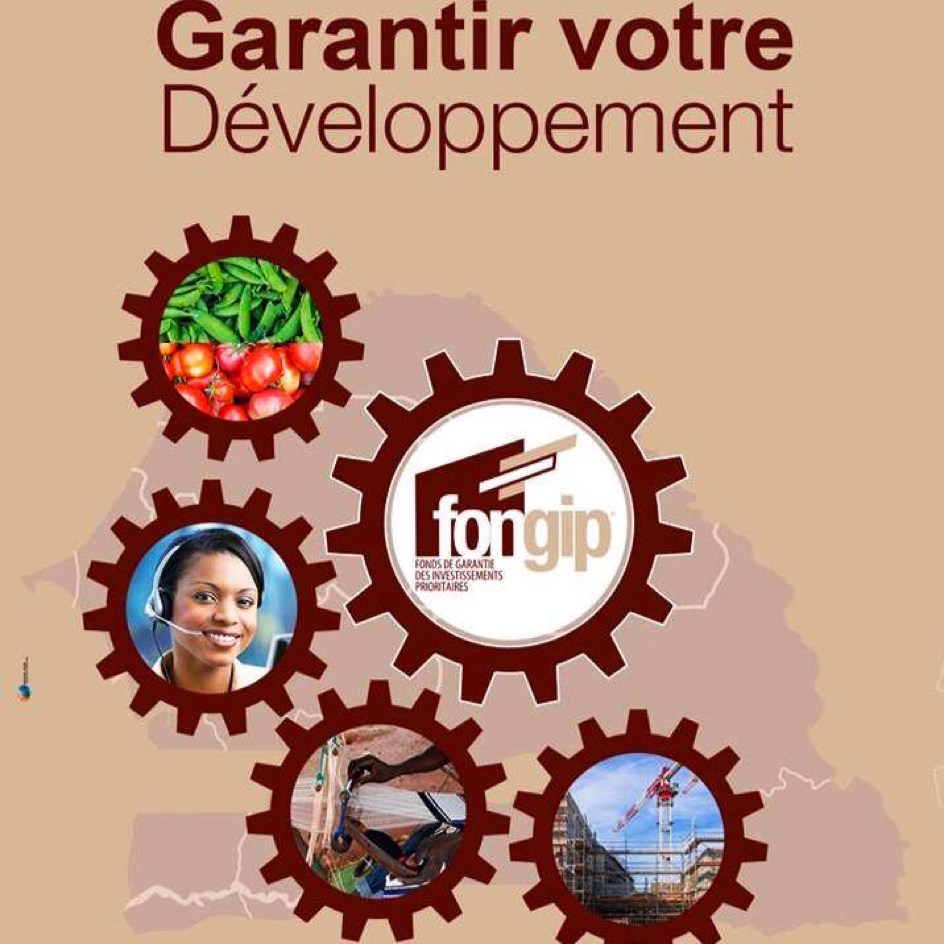 Garantir votre
Développement
fongip
FONDS DE GARANTIE
DES INVESTISSEMENTS
PRIORITAIRES